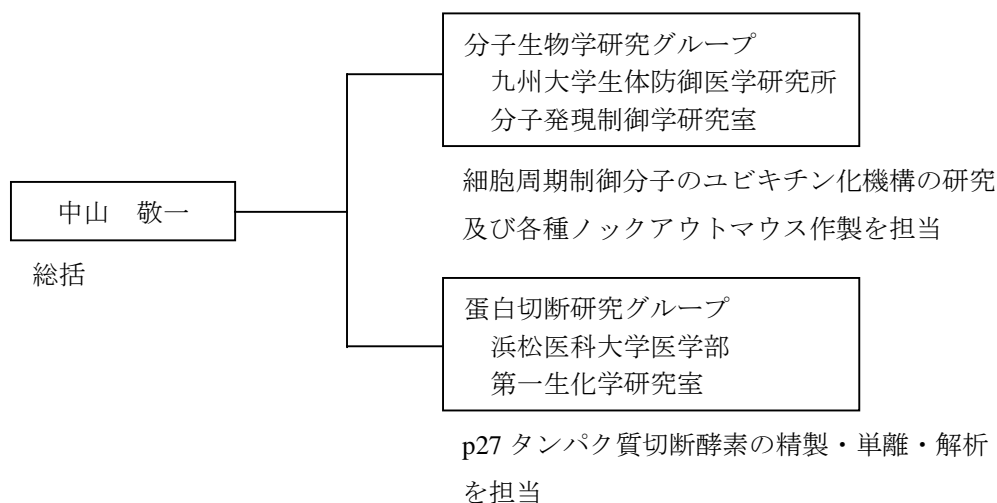 分子生物学研究グループ
九州大学生体防御医学研究所
分子発現制御学研究室
細胞周期制御分子のユビキチン化機構の研究
及び各種ノックアウトマウス作製を担当
中山　敬一
総括
蛋白切断研究グループ
浜松医科大学医学部
第一生化学研究室
p27 タンパク質切断酵素の精製・単離・解析
を担当